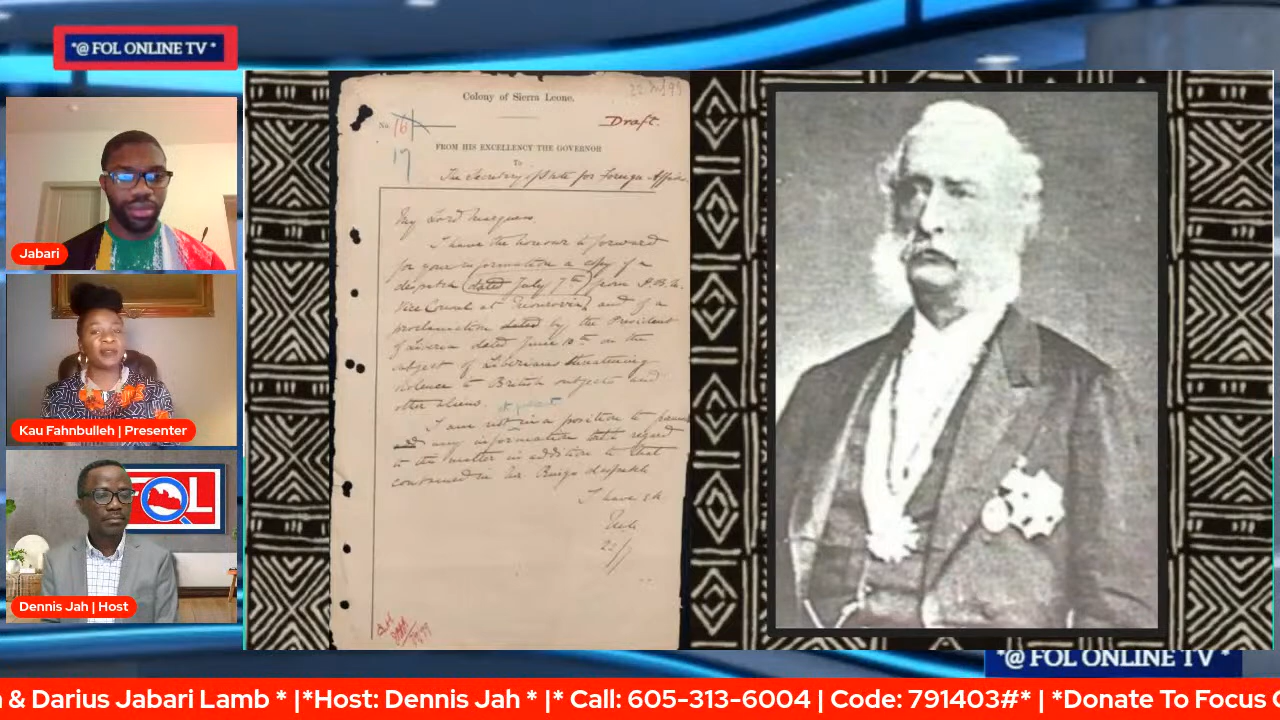 *@ FOL ONLINE TV *
Jabari
Kau Fahnbulleh | Presenter
FOL
Dennis Jah | Host
Colony of Sierra Leone.
Draft.
No. 16
17
FROM HIS EXCELLENCY THE GOVERNOR
To
The Secretary of State for Foreign Affairs
My Lord Marquess,
I have the honour to forward
for your information a copy of a
despatch (dated July 7th) from H.B.M.
Vice Consul at Monrovia, and of a
proclamation dated by the President
of Liberia dated June 10th on the
subject of Liberians threatening
violence to British subjects and
other aliens.
at present
I am not in a position to
any information with regard
to the matter in addition to that
contained in despatch
I have &c.
22/7
*@ FOL ONLINE TV *
& Darius Jabari Lamb * |*Host: Dennis Jah * |* Call: 605-313-6004 | Code: 791403#* | *Donate To Focus